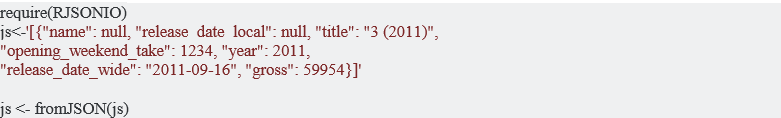 require(RJSONIO)
js<-'[{"name": null, "release_date_local": null, "title": "3 (2011)",
"opening_weekend_take": 1234, "year": 2011,
"release_date_wide": "2011-09-16", "gross": 59954}]'
js <- fromJSON(js)